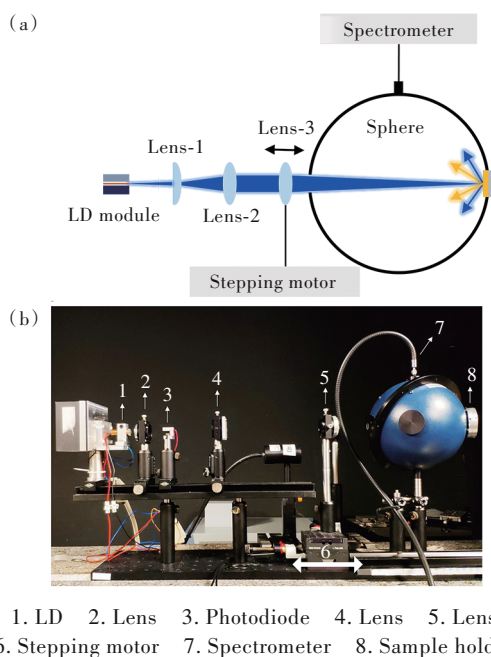 (a)
Spectrometer
Sphere
Lens-3
Lens-1
Lens-2
LD module
Stepping motor
(b)
1
2
3
4
5
6
7
8
1. LD 2. Lens 3. Photodiode 4. Lens 5. Lens
6. Stepping motor 7. Spectrometer 8. Sample hold